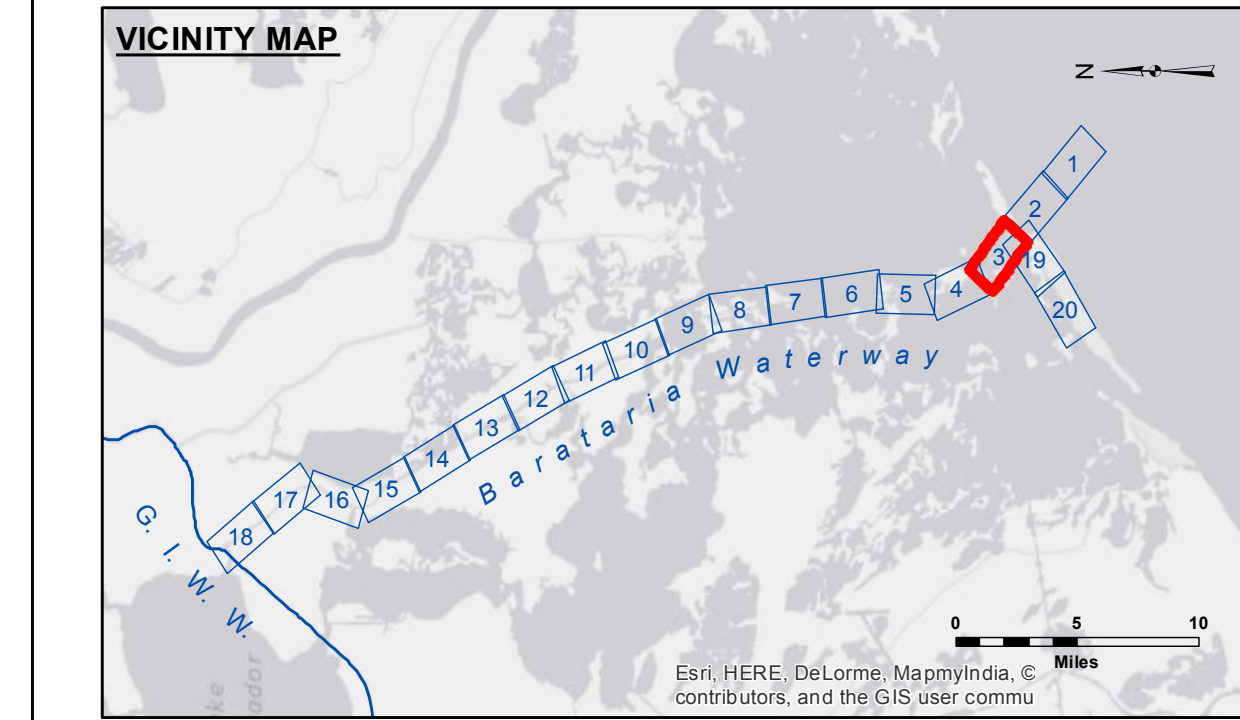 VICINITY MAP
N
1
2
3
19
4
20
5
6
7
8
9
10
11
12
13
14
15
16
17
18
Barataria Waterway
G. I. W. W.
0 5 10
Miles
Esri, HERE, DeLorme, MapmyIndia, ©
contributors, and the GIS user commu